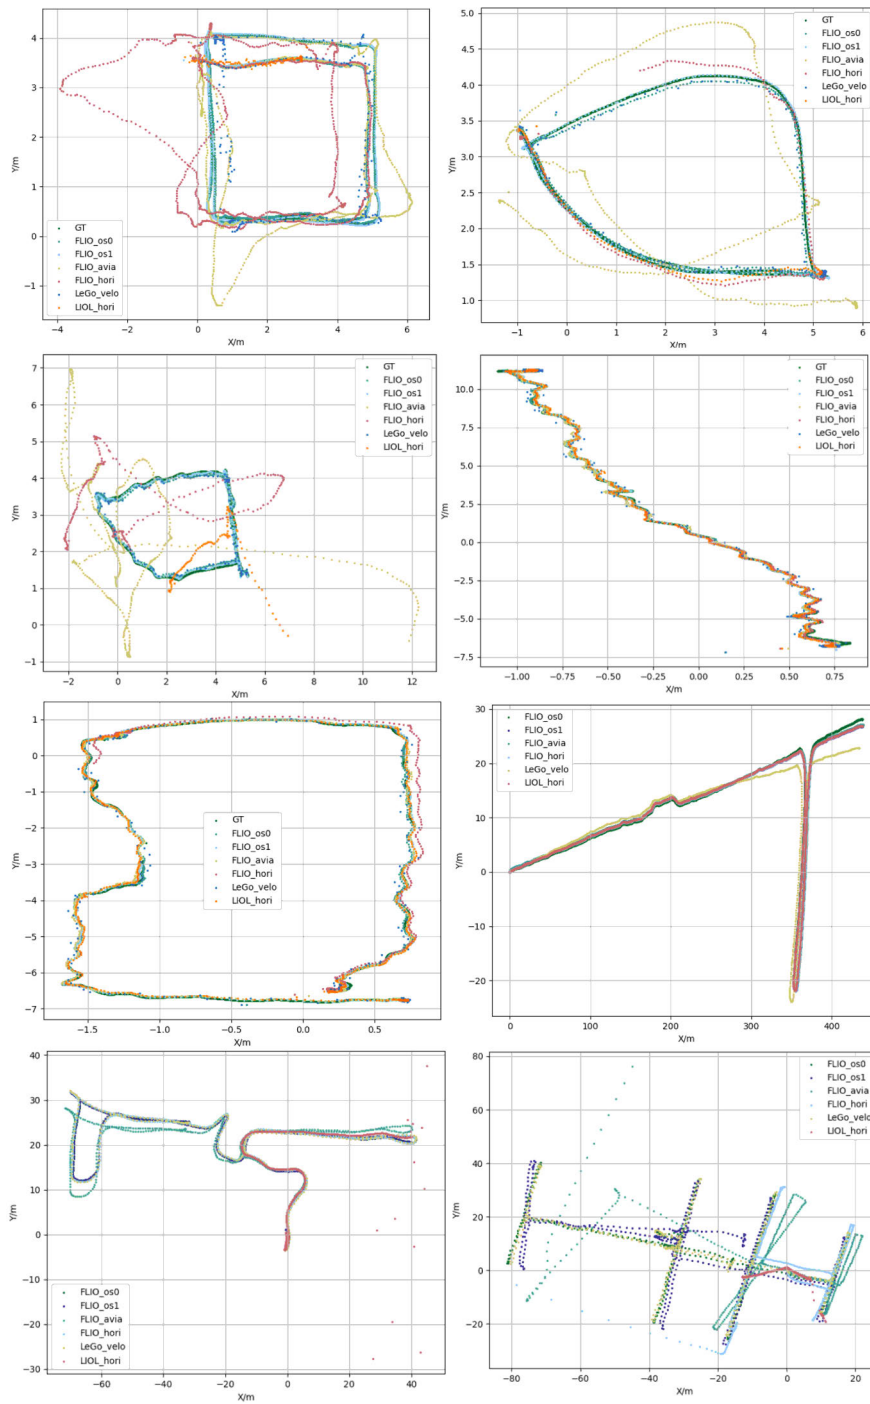 4
3
2
1
0
−1
Y/m
GT
FLIO_os0
FLIO_os1
FLIO_avia
FLIO_hori
LeGo_velo
LIOL_hori
−4
−2
0
2
4
6
X/m
5.0
4.5
4.0
3.5
3.0
2.5
2.0
1.5
1.0
Y/m
GT
FLIO_os0
FLIO_os1
FLIO_avia
FLIO_hori
LeGo_velo
LIOL_hori
−1
0
1
2
3
4
5
6
X/m
7
6
5
4
3
2
1
0
−1
Y/m
GT
FLIO_os0
FLIO_os1
FLIO_avia
FLIO_hori
LeGo_velo
LIOL_hori
−2
0
2
4
6
8
10
12
X/m
10.0
7.5
5.0
2.5
0.0
−2.5
−5.0
−7.5
Y/m
GT
FLIO_os0
FLIO_os1
FLIO_avia
FLIO_hori
LeGo_velo
LIOL_hori
−1.00
−0.75
−0.50
−0.25
0.00
0.25
0.50
0.75
X/m
1
0
−1
−2
−3
−4
−5
−6
−7
Y/m
GT
FLIO_os0
FLIO_os1
FLIO_avia
FLIO_hori
LeGo_velo
LIOL_hori
−1.5
−1.0
−0.5
0.0
0.5
X/m
30
20
10
0
−10
−20
Y/m
FLIO_os0
FLIO_os1
FLIO_avia
FLIO_hori
LeGo_velo
LIOL_hori
0
100
200
300
400
X/m
40
30
20
10
0
−10
−20
−30
Y/m
FLIO_os0
FLIO_os1
FLIO_avia
FLIO_hori
LeGo_velo
LIOL_hori
−60
−40
−20
0
20
40
X/m
80
60
40
20
0
−20
Y/m
FLIO_os0
FLIO_os1
FLIO_avia
FLIO_hori
LeGo_velo
LIOL_hori
−80
−60
−40
−20
0
20
X/m